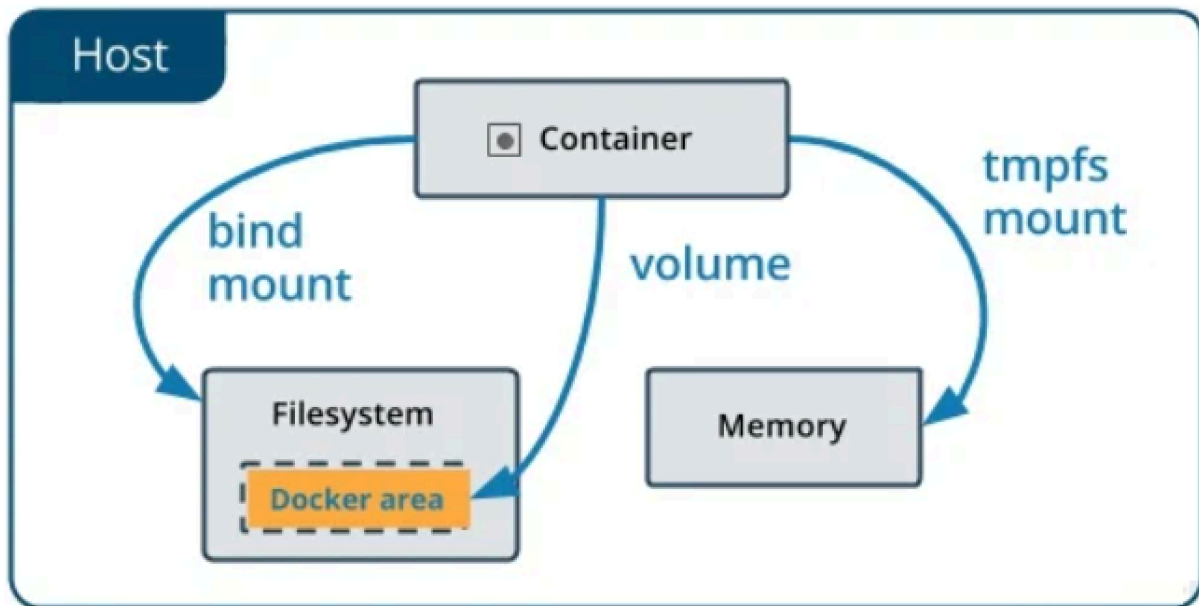 Host
Container
bind
mount
volume
tmpfs
mount
Filesystem
Docker area
Memory